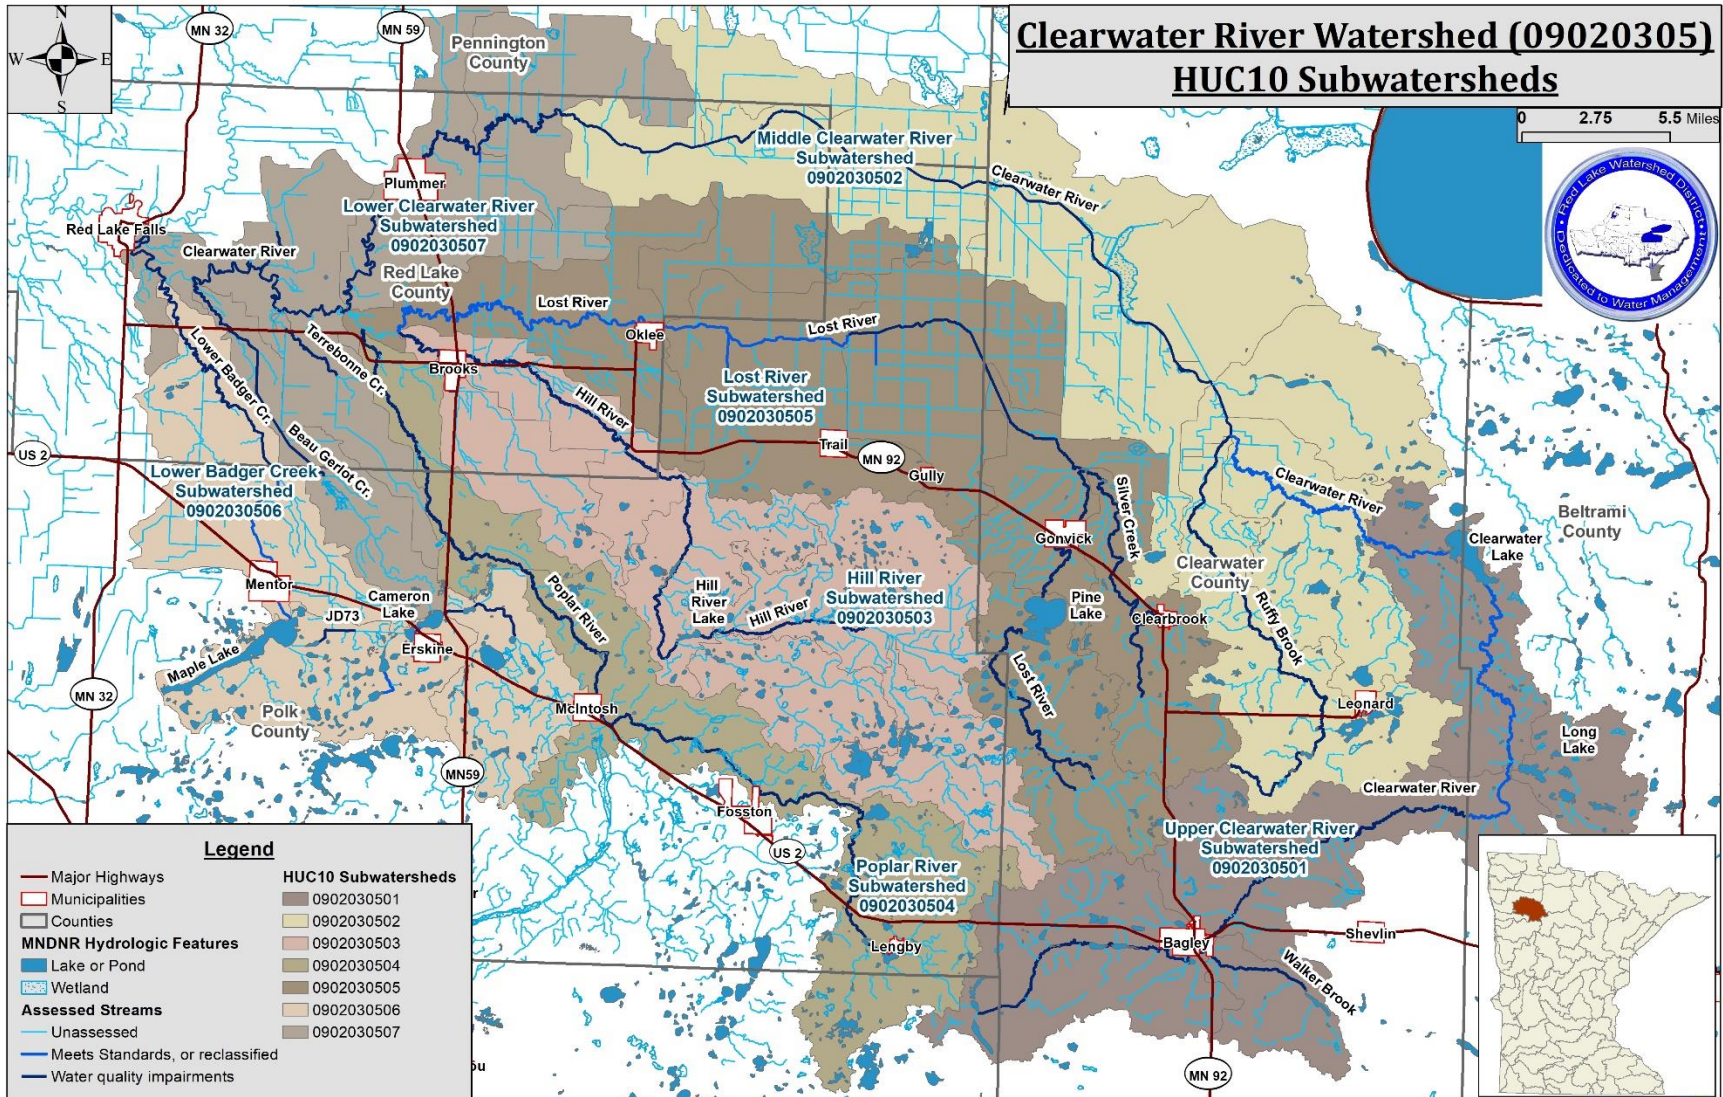 Clearwater River Watershed (09020305)
HUC10 Subwatersheds
N
W
E
S
MN 32
MN 59
Pennington
County
0
2.75
5.5 Miles
Red Lake Watershed District
Dedicated to Water Management
Middle Clearwater River
Subwatershed
0902030502
Clearwater River
Plummer
Lower Clearwater River
Subwatershed
0902030507
Red Lake Falls
Clearwater River
Red Lake
County
Lost River
Lost River
Oklee
Lower Badger Cr.
Terrebonne Cr.
Brooks
Lost River
Subwatershed
0902030505
Hill River
Beau Gerlot Cr.
Trail
MN 92
Gully
US 2
Lower Badger Creek
Subwatershed
0902030506
Silver Creek
Clearwater River
Beltrami
County
Gonvick
Clearwater
Lake
Clearwater
County
Mentor
Cameron
Lake
JD73
Poplar River
Hill
River
Lake
Hill River
Subwatershed
0902030503
Hill River
Pine
Lake
Clearbrook
Ruffy Brook
Erskine
Maple Lake
Lost River
MN 32
Polk
County
McIntosh
Leonard
Long
Lake
MN59
Clearwater River
Fosston
US 2
Upper Clearwater River
Subwatershed
0902030501
Poplar River
Subwatershed
0902030504
Lengby
Bagley
Shevlin
Walker Brook
MN 92
Legend
Major Highways
Municipalities
Counties
MNDNR Hydrologic Features
Lake or Pond
Wetland
Assessed Streams
Unassessed
Meets Standards, or reclassified
Water quality impairments
HUC10 Subwatersheds
0902030501
0902030502
0902030503
0902030504
0902030505
0902030506
0902030507